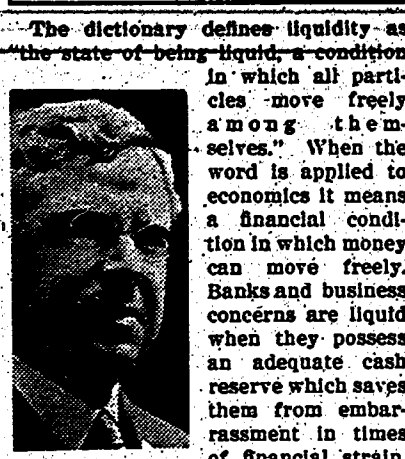 The dictionary defines liquidity as
"the state of being liquid, a condition
in which all parti-
cles move freely
among them-
selves." When the
word is applied to
economics it means
a financial condi-
tion in which money
can move freely.
Banks and business
concerns are liquid
when they possess
an adequate cash
reserve which saves
them from embar-
rassment in times
of financial strain.